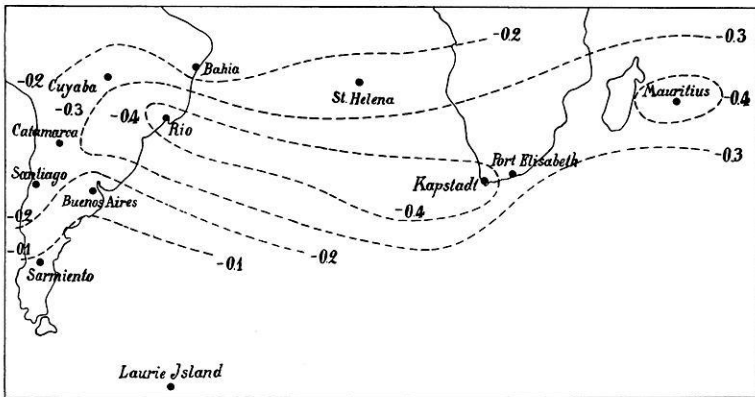 -0.3
-0.2
Bahia
-0.2
Cuyaba
St. Helena
-0.3
-0.4
Mauritius
-0.4
Rio
Catamarca
-0.3
Port Elisabeth
Santiago
Kapstadt
Buenos Aires
-0.2
-0.4
-0.1
-0.2
-0.1
Sarmiento
Laurie Island